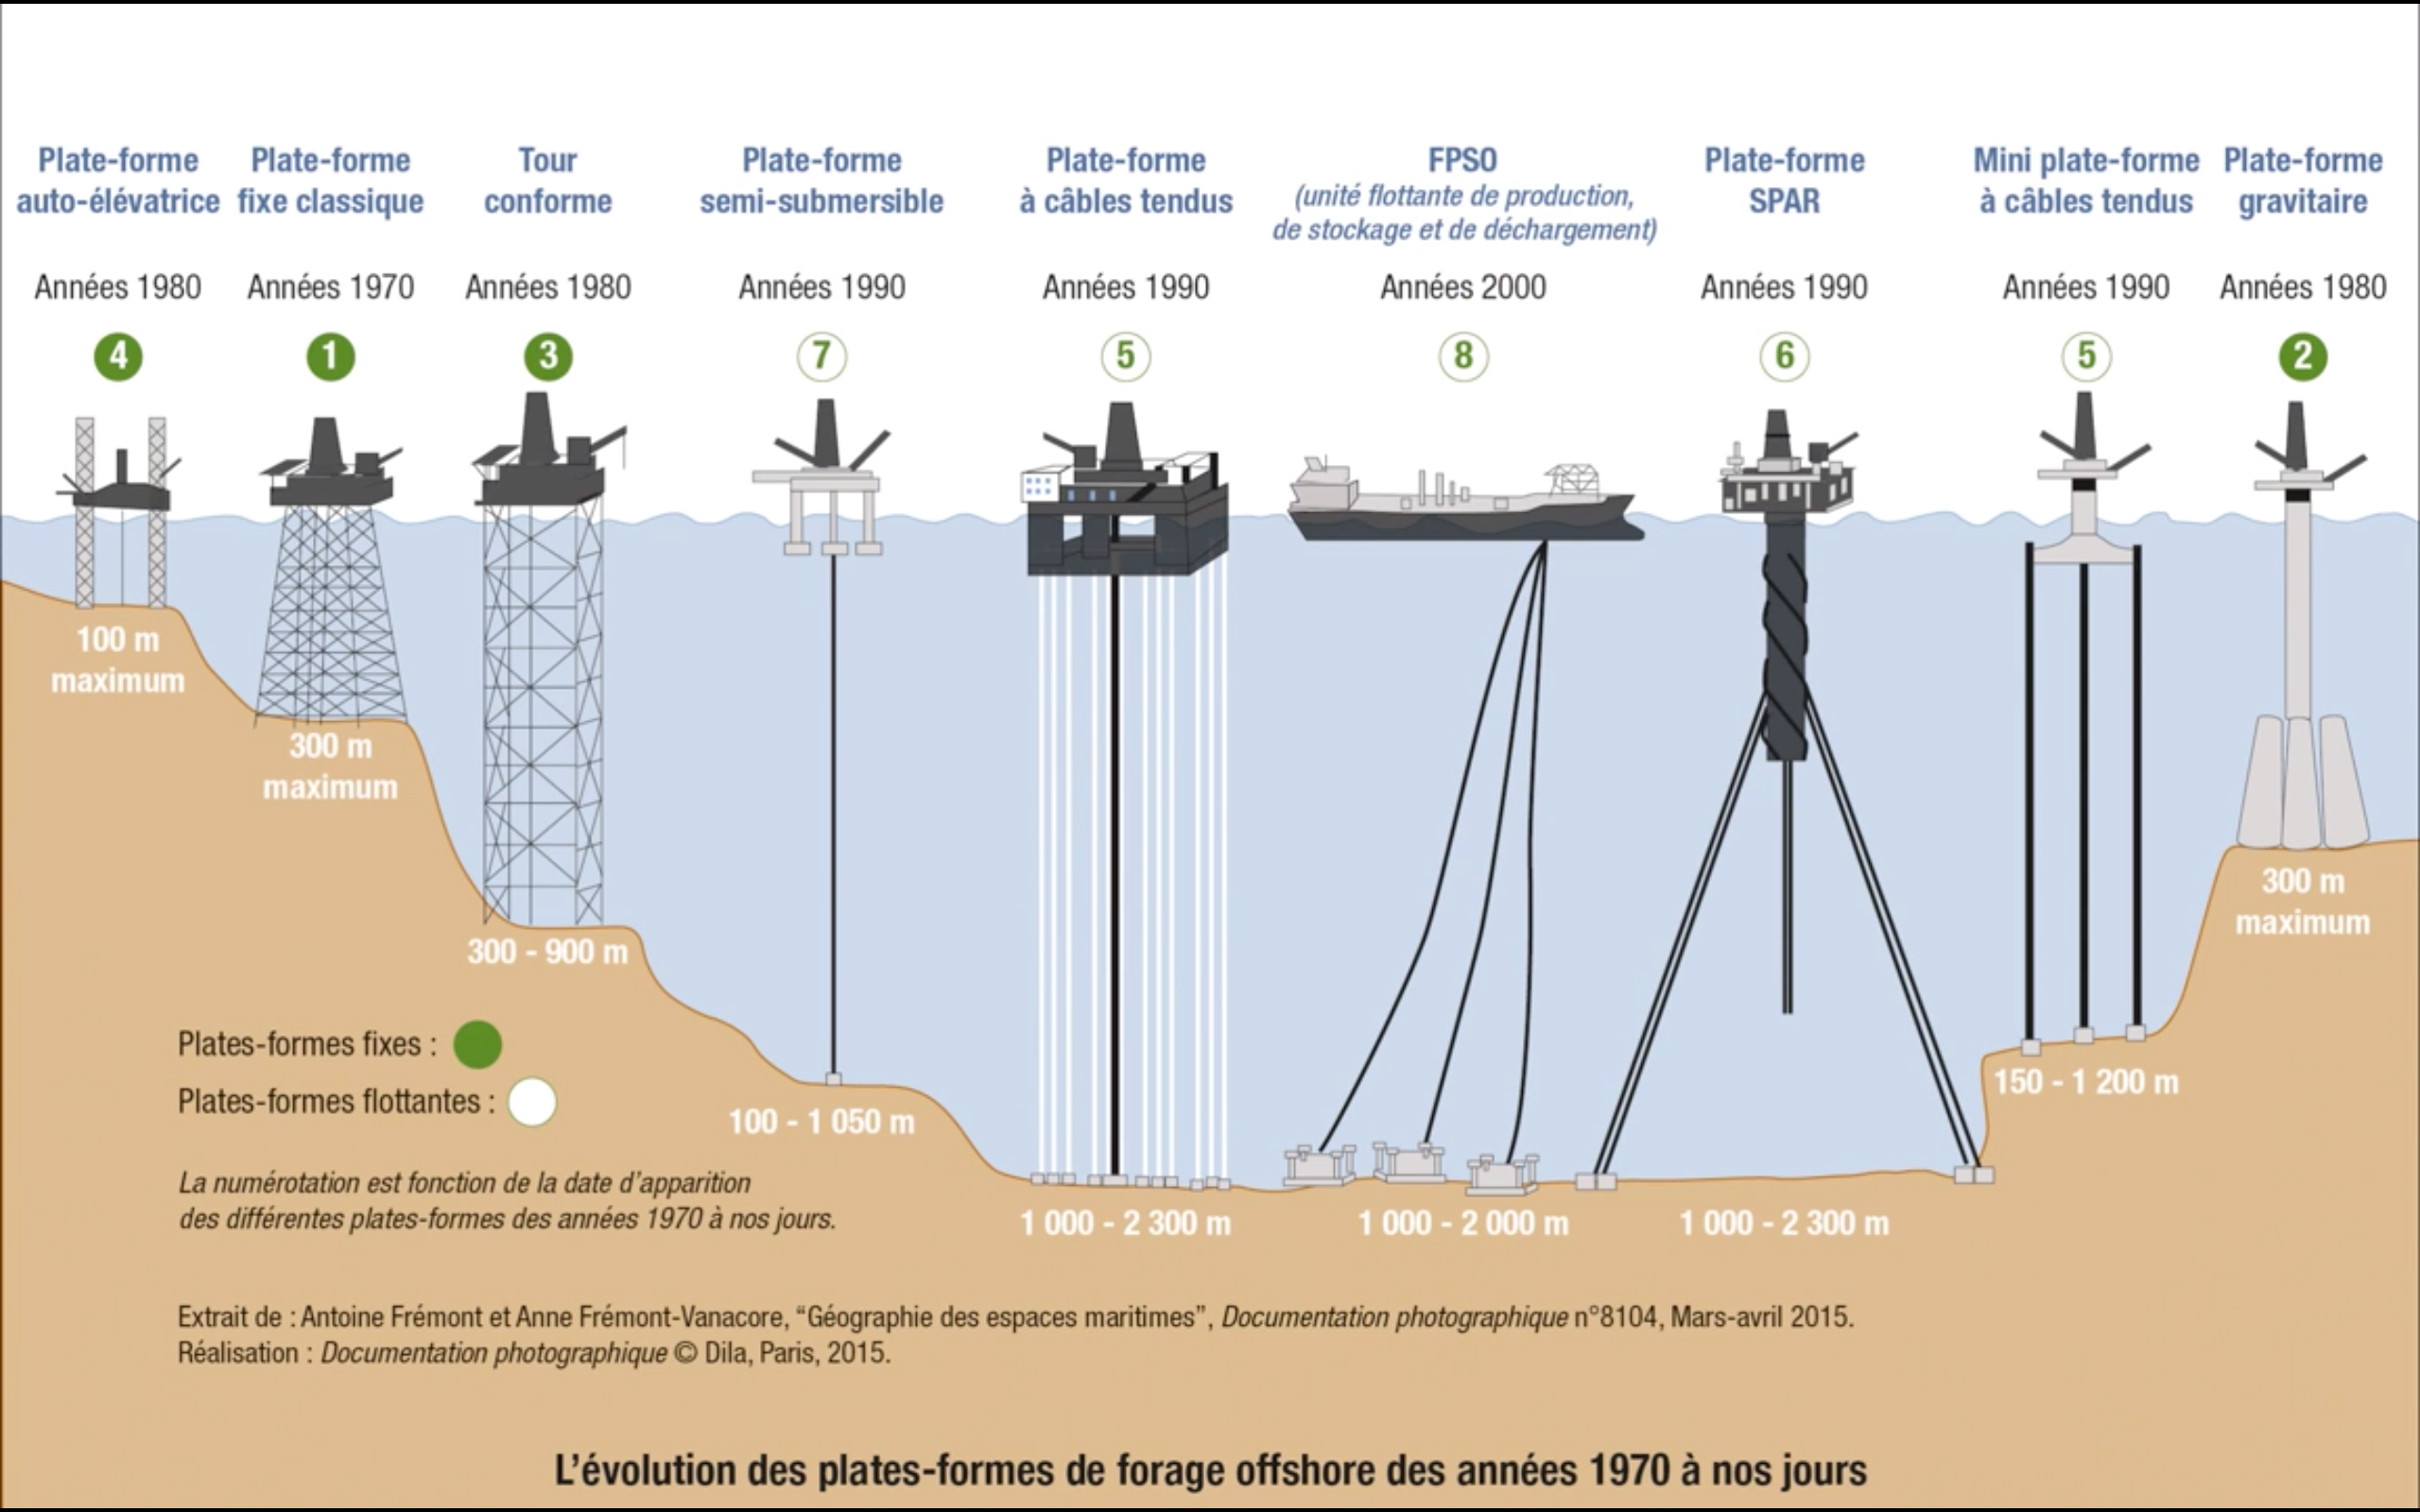 Plate-forme
auto-élévatrice
Années 1980
4
100 m
maximum
Plate-forme
fixe classique
Années 1970
1
300 m
maximum
Tour
conforme
Années 1980
3
300 - 900 m
Plate-forme
semi-submersible
Années 1990
7
100 - 1 050 m
Plate-forme
à câbles tendus
Années 1990
5
1 000 - 2 300 m
FPSO
(unité flottante de production,
de stockage et de déchargement)
Années 2000
8
1 000 - 2 000 m
Plate-forme
SPAR
Années 1990
6
1 000 - 2 300 m
Mini plate-forme
à câbles tendus
Années 1990
5
150 - 1 200 m
Plate-forme
gravitaire
Années 1980
2
300 m
maximum
Plates-formes fixes :
Plates-formes flottantes :
La numérotation est fonction de la date d’apparition
des différentes plates-formes des années 1970 à nos jours.
Extrait de : Antoine Frémont et Anne Frémont-Vanacore, “Géographie des espaces maritimes”, Documentation photographique n°8104, Mars-avril 2015.
Réalisation : Documentation photographique © Dila, Paris, 2015.
L’évolution des plates-formes de forage offshore des années 1970 à nos jours